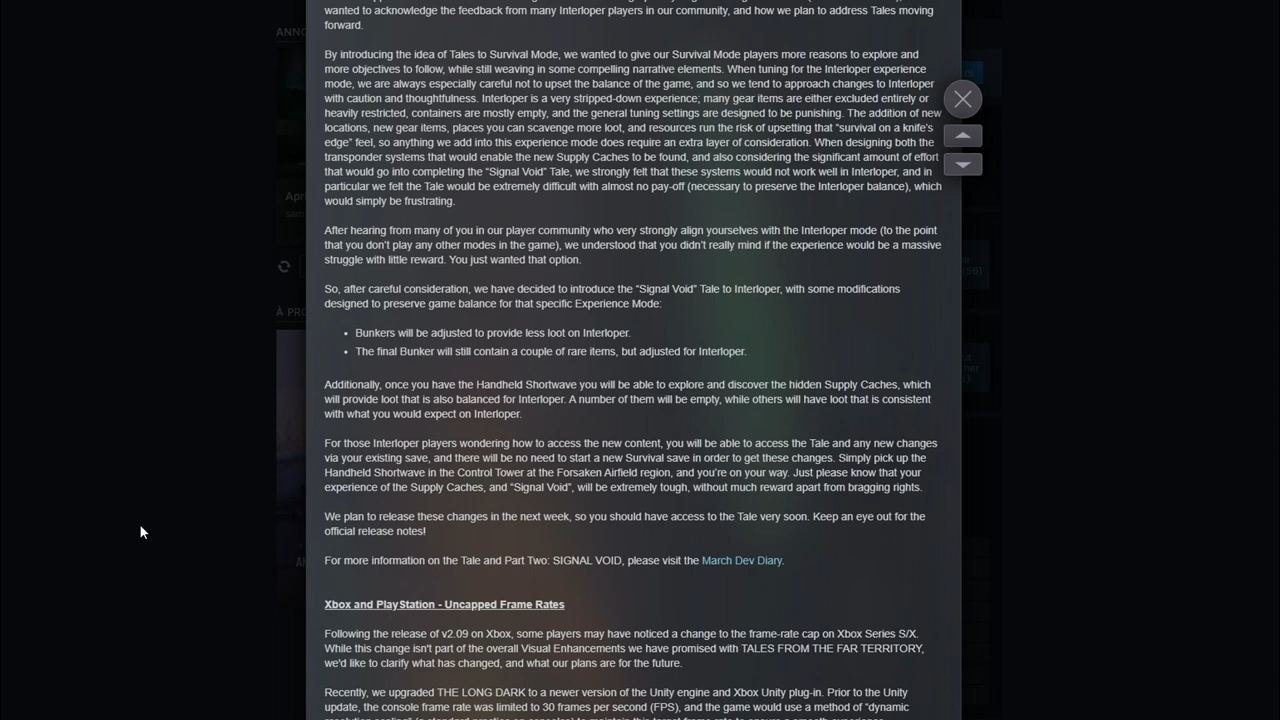 wanted to acknowledge the feedback from many Interloper players in our community, and how we plan to address Tales moving
forward.
ANNO
By introducing the idea of Tales to Survival Mode, we wanted to give our Survival Mode players more reasons to explore and
more objectives to follow, while still weaving in some compelling narrative elements. When tuning for the Interloper experience
mode, we are always especially careful not to upset the balance of the game, and so we tend to approach changes to Interloper
with caution and thoughtfulness. Interloper is a very stripped-down experience; many gear items are either excluded entirely or
heavily restricted, containers are mostly empty, and the general tuning settings are designed to be punishing. The addition of new
locations, new gear items, places you can scavenge more loot, and resources run the risk of upsetting that “survival on a knife's
edge” feel, so anything we add into this experience mode does require an extra layer of consideration. When designing both the
transponder systems that would enable the new Supply Caches to be found, and also considering the significant amount of effort
that would go into completing the “Signal Void” Tale, we strongly felt that these systems would not work well in Interloper, and in
particular we felt the Tale would be extremely difficult with almost no pay-off (necessary to preserve the Interloper balance), which
would simply be frustrating.
Apri
sam
After hearing from many of you in our player community who very strongly align yourselves with the Interloper mode (to the point
that you don't play any other modes in the game), we understood that you didn't really mind if the experience would be a massive
struggle with little reward. You just wanted that option.
(56)
So, after careful consideration, we have decided to introduce the “Signal Void” Tale to Interloper, with some modifications
designed to preserve game balance for that specific Experience Mode:
À PRO
• Bunkers will be adjusted to provide less loot on Interloper.
• The final Bunker will still contain a couple of rare items, but adjusted for Interloper.
Additionally, once you have the Handheld Shortwave you will be able to explore and discover the hidden Supply Caches, which
will provide loot that is also balanced for Interloper. A number of them will be empty, while others will have loot that is consistent
with what you would expect on Interloper.
For those Interloper players wondering how to access the new content, you will be able to access the Tale and any new changes
via your existing save, and there will be no need to start a new Survival save in order to get these changes. Simply pick up the
Handheld Shortwave in the Control Tower at the Forsaken Airfield region, and you're on your way. Just please know that your
experience of the Supply Caches, and “Signal Void”, will be extremely tough, without much reward apart from bragging rights.
We plan to release these changes in the next week, so you should have access to the Tale very soon. Keep an eye out for the
official release notes!
For more information on the Tale and Part Two: SIGNAL VOID, please visit the March Dev Diary.
Xbox and PlayStation - Uncapped Frame Rates
Following the release of v2.09 on Xbox, some players may have noticed a change to the frame-rate cap on Xbox Series S/X.
While this change isn't part of the overall Visual Enhancements we have promised with TALES FROM THE FAR TERRITORY,
we'd like to clarify what has changed, and what our plans are for the future.
Recently, we upgraded THE LONG DARK to a newer version of the Unity engine and Xbox Unity plug-in. Prior to the Unity
update, the console frame rate was limited to 30 frames per second (FPS), and the game would use a method of “dynamic